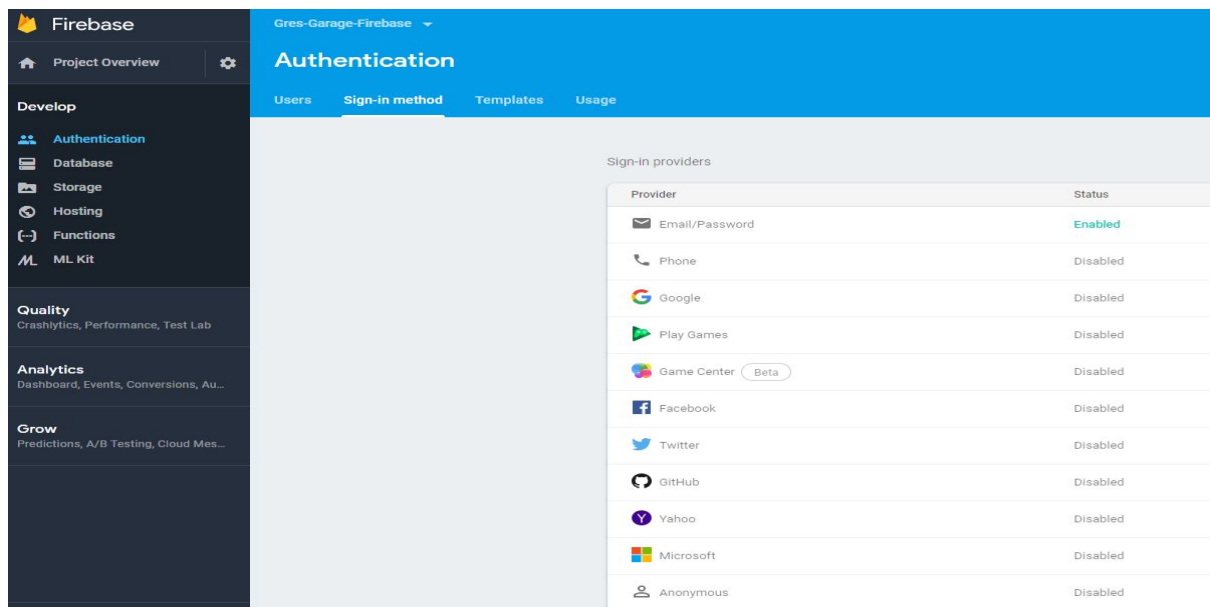 Firebase
Project Overview
Develop
Authentication
Database
Storage
Hosting
Functions
ML Kit
Quality
Crashlytics, Performance, Test Lab
Analytics
Dashboard, Events, Conversions, Au...
Grow
Predictions, A/B Testing, Cloud Mes...
Gres-Garage-Firebase
Authentication
Users Sign-in method Templates Usage
Sign-in providers
Provider Status
Email/Password Enabled
Phone Disabled
Google Disabled
Play Games Disabled
Game Center Beta Disabled
Facebook Disabled
Twitter Disabled
GitHub Disabled
Yahoo Disabled
Microsoft Disabled
Anonymous Disabled